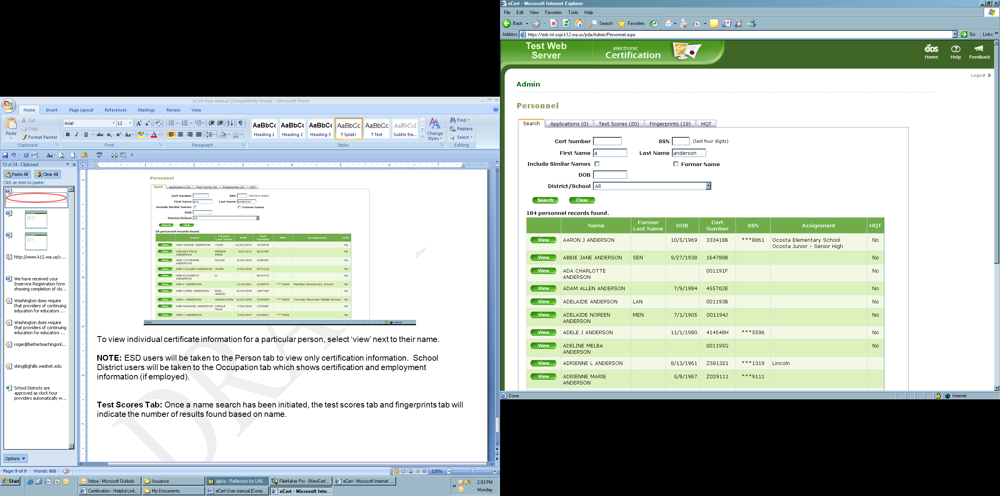 eCert User manual [Compatibility Mode] - Microsoft Word
Home Insert Page Layout References Mailings Review View
Paste
Cut
Copy
Format Painter
Clipboard
Arial 12
B I U abc x₂ x² Aa
Font
Paragraph
AaBbCc AaBbCc AaBbCc AaBbCc AaBbCc AaBbCcL
Heading 1 Heading 2 Heading 3 ¶ Splats ¶ Text Subtle Em...
Change Styles
Styles
Find
Replace
Select
Editing
10 of 24 - Clipboard
Paste All Clear All
Click an item to paste:
http://www.k12.wa.us/c...
We have received your
Inservice Registration form
showing completion of clo...
Washington does require
that providers of continuing
education for educators ...
Washington does require
that providers of continuing
education for educators ...
roger@betterteachingonl...
sking@gfalls.wednet.edu
School Districts are
approved as clock hour
providers automatically w...
Options
Personnel
Search Applications (0) Test Scores (0) Fingerprints (2) HQT
Cert Number SSN (last four digits)
First Name ann Last Name anderson
Include Similar Names Former Name
DOB
District/School All
Search Clear
35 personnel records found.
Name Former Last Name DOB Cert Number SSN Assignment HQT
View ANN ARLENE ANDERSON CHAN 11/22/1931 101997E No
View ANN BEATRICE ANDERSON BRENDE ENDE 9/2/1915 001236R No
View ANN CATHERINE ANDERSON RLSON 3/16/1935 109838C No
View ANN COLLEEN ANDERSON WARD 3/16/1936 207211D No
View ANN ELIZABETH ANDERSON D 001237G No
View ANN F ANDERSON 11/6/1961 415897H ***1068 Meridian Elementary School No
View ANN KAREN ANDERSON EKEL GREKEL 9/14/1946 186748J No
View ANN L ANDERSON HENRICKSEN 8/15/1949 315930H ***6858 Thunder Mountain Middle School No
View ANN MARLENE ANDERSON DINGLE NGLE 7/30/1942 133506F No
View ANN T ANDERSON 7/29/1947 214491C ***9405 No
Done Internet
To view individual certificate information for a particular person, select ‘view’ next to their name.
NOTE: ESD users will be taken to the Person tab to view only certification information. School
District users will be taken to the Occupation tab which shows certification and employment
information (if employed).
Test Scores Tab: Once a name search has been initiated, the test scores tab and fingerprints tab will
indicate the number of results found based on name.
DRA
Page: 9 of 9 Words: 668 130%
Start
Inbox - Microsoft Outlook Issuance alpha - Reflection for UNI... FileMaker Pro - [NewCert... eCert - Microsoft Internet ...
Certification - Helpful Link... My Documents eCert User manual [Comp... eCert - Microsoft Inte...
2:03 PM
Monday
eCert - Microsoft Internet Explorer
File Edit View Favorites Tools Help
Back Search Favorites
Address https://eds.tst.ospi.k12.wa.us/pda/Admin/Personnel.aspx Go Links
Test Web Server
electronic Certification
eCert
eDS Home Help Feedback
Logout
Admin
Personnel
Search Applications (0) Test Scores (20) Fingerprints (19) HQT
Cert Number SSN (last four digits)
First Name a Last Name anderson
Include Similar Names Former Name
DOB
District/School All
Search Clear
184 personnel records found.
Name Former Last Name DOB Cert Number SSN Assignment HQT
View AARON J ANDERSON 10/5/1969 333418B ***8861 Ocosta Elementary School Ocosta Junior - Senior High No
View ABBIE JANE ANDERSON SEN 9/27/1938 164788B No
View ADA CHARLOTTE ANDERSON 001191F No
View ADAM ALLEN ANDERSON 7/9/1984 455762E No
View ADELAIDE ANDERSON LAN 001193B No
View ADELAIDE NOREEN ANDERSON MEN 7/1/1905 001194J No
View ADELE J ANDERSON 11/1/1980 414548H ***5596 No
View ADELINE MELBA ANDERSON 001195G No
View ADRIENNE L ANDERSON 8/13/1961 Z581321 ***1319 Lincoln
View ADRIENNE MARIE ANDERSON 5/8/1967 Z029111 ***9111
Done Internet